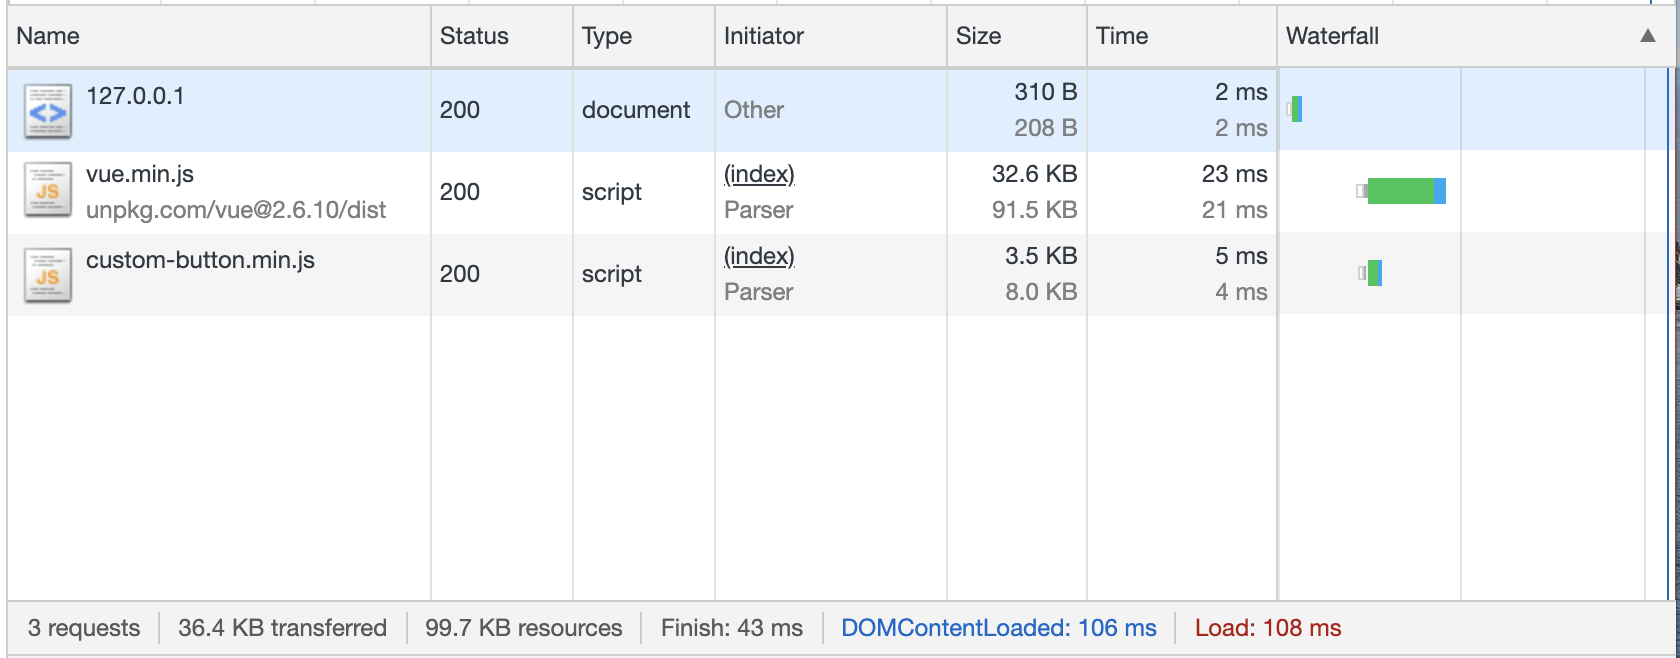 Name Status Type Initiator Size Time Waterfall
127.0.0.1 200 document Other 310 B 2 ms
208 B 2 ms
vue.min.js 200 script (index) 32.6 KB 23 ms
unpkg.com/vue@2.6.10/dist Parser 91.5 KB 21 ms
JS
custom-button.min.js 200 script (index) 3.5 KB 5 ms
JS
Parser 8.0 KB 4 ms
3 requests 36.4 KB transferred 99.7 KB resources Finish: 43 ms DOMContentLoaded: 106 ms Load: 108 ms